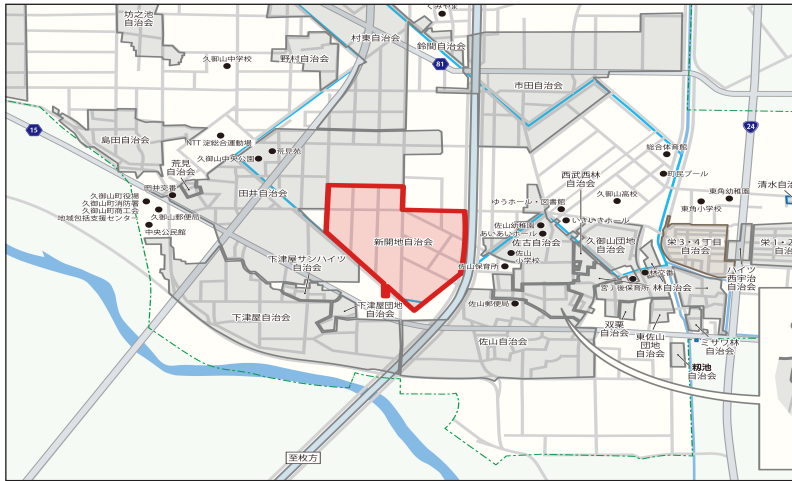 坊之池
自治会
久御山中学校
野村自治会
村東自治会
鈴間自治会
81
市田自治会
15
24
島田自治会
NTT 淀総合運動場
久御山中央公園
荒見苑
荒見
自治会
田井交番
田井自治会
久御山町役場
久御山町消防署
久御山町商工会
地域包括支援センター
久御山郵便局
中央公民館
総合体育館
町民プール
西武西林
自治会
久御山高校
東角幼稚園
東角小学校
清水自治
ゆうホール・図書館
いきいきホール
佐山幼稚園
あいあいホール
佐古自治会
久御山団地
自治会
栄3・4丁目
自治会
栄1・2
自治
新開地自治会
佐山
小学校
佐山保育所
林交番
宮ノ後保育所
林自治会
ハイツ
西宇治
自治会
下津屋サンハイツ
自治会
下津屋団地
自治会
佐山郵便局
下津屋自治会
佐山自治会
双栗
自治会
東佐山
団地
自治会
ミサワ林
自治会
籾池
自治会
至枚方